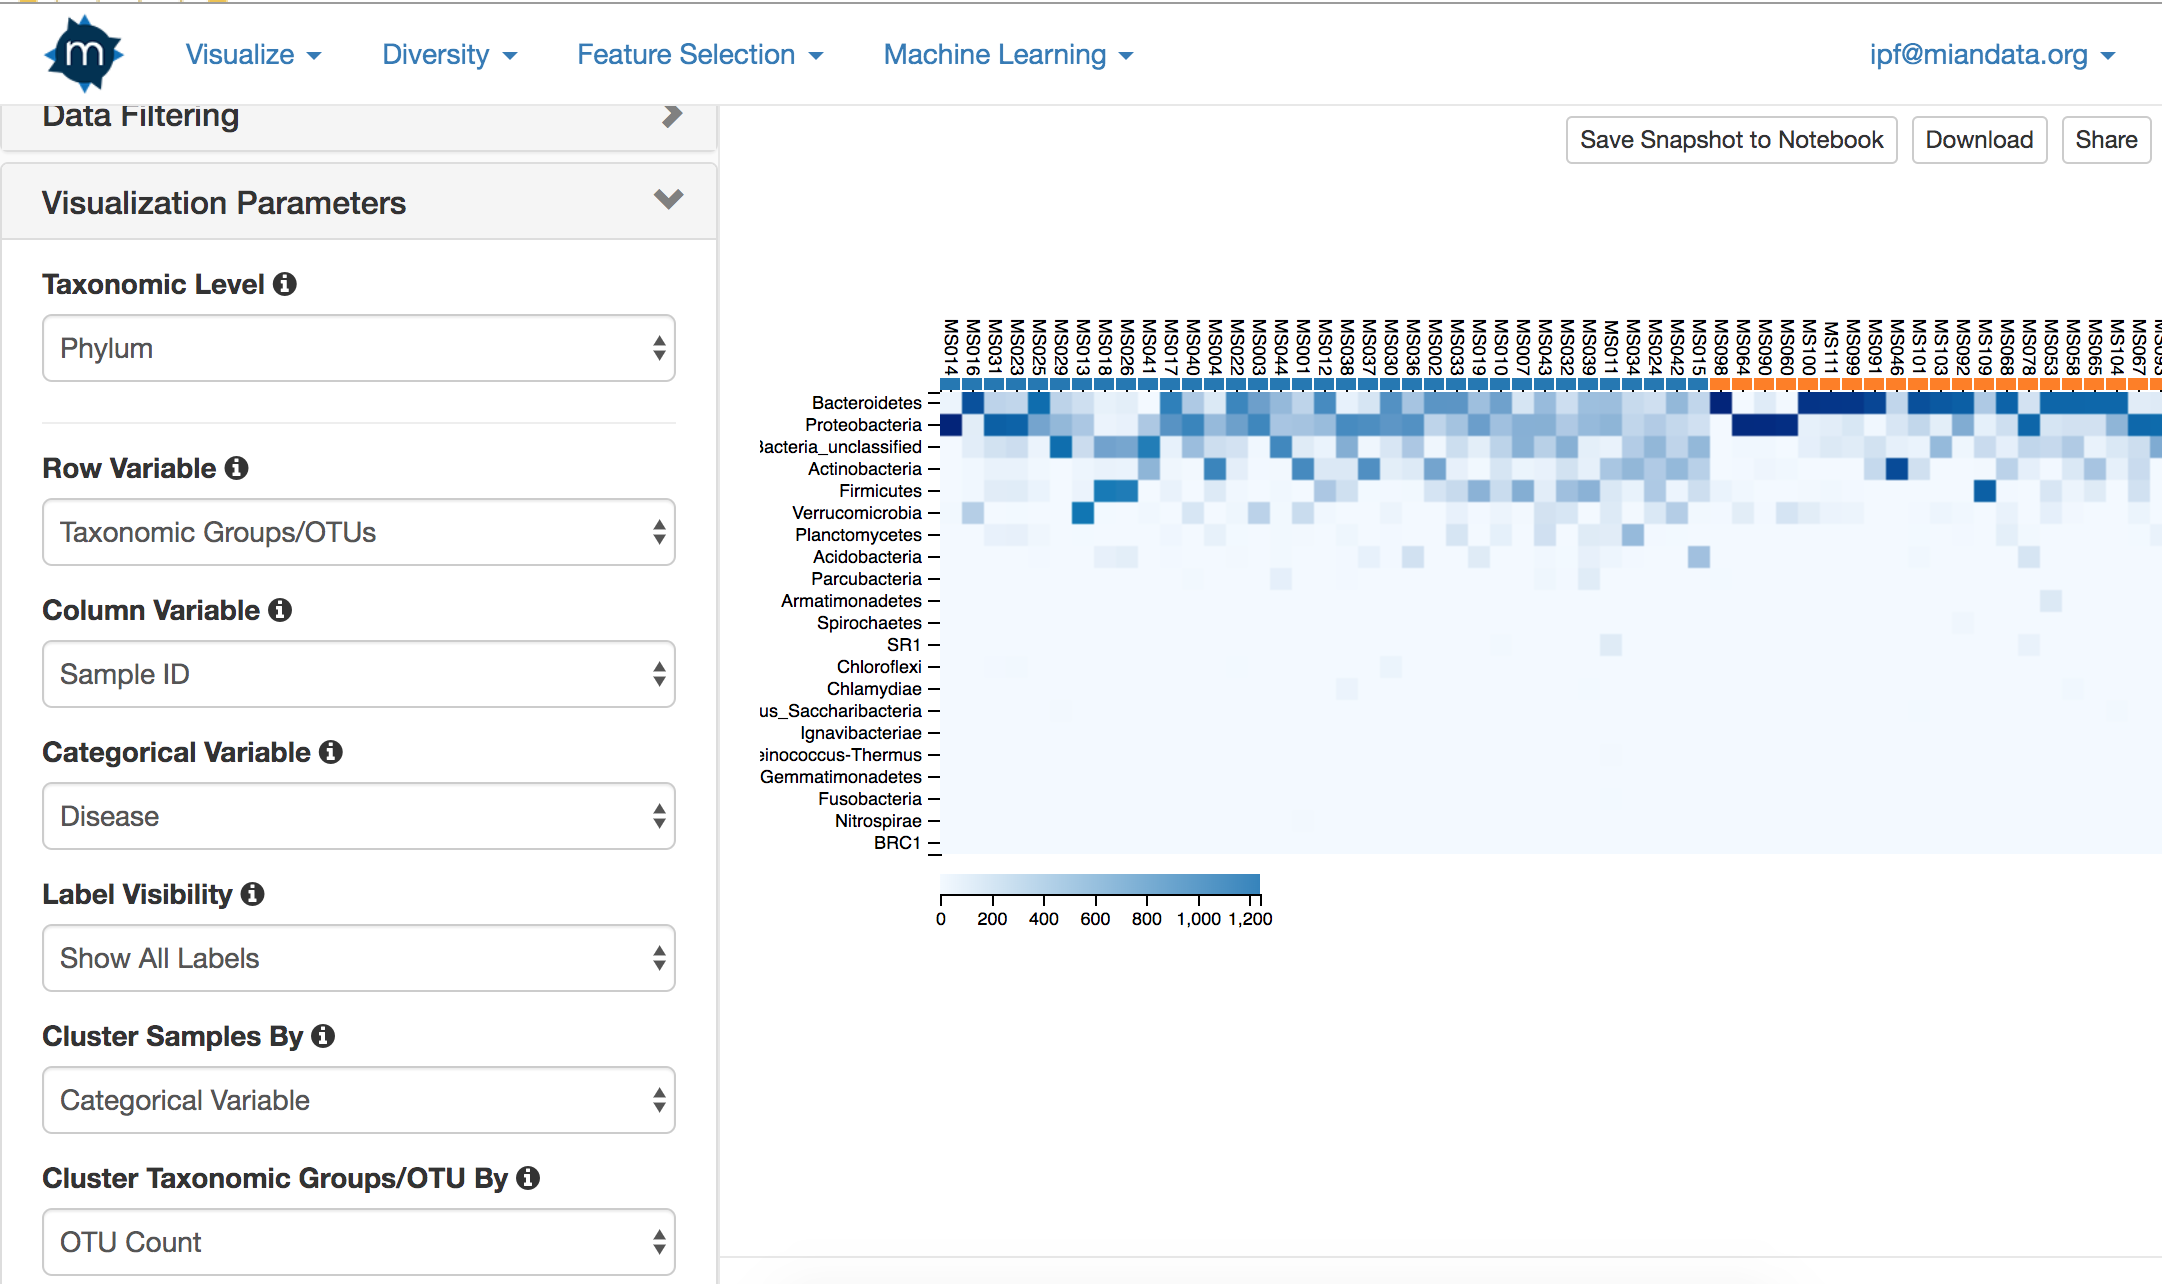 m
Visualize
Diversity
Feature Selection
Machine Learning
ipf@miandata.org
Data Filtering
Save Snapshot to Notebook
Download
Share
Visualization Parameters
Taxonomic Level
Phylum
Row Variable
Taxonomic Groups/OTUs
Column Variable
Sample ID
Categorical Variable
Disease
Label Visibility
Show All Labels
Cluster Samples By
Categorical Variable
Cluster Taxonomic Groups/OTU By
OTU Count
MS014
MS016
MS031
MS023
MS025
MS029
MS013
MS018
MS026
MS041
MS017
MS040
MS004
MS022
MS003
MS044
MS001
MS012
MS038
MS037
MS030
MS036
MS002
MS033
MS019
MS010
MS007
MS043
MS032
MS039
MS011
MS034
MS024
MS042
MS015
MS098
MS064
MS090
MS060
MS100
MS111
MS099
MS091
MS046
MS101
MS103
MS092
MS109
MS068
MS078
MS053
MS058
MS065
MS104
MS067
MS093
Bacteroidetes
Proteobacteria
Bacteria_unclassified
Actinobacteria
Firmicutes
Verrucomicrobia
Planctomycetes
Acidobacteria
Parcubacteria
Armatimonadetes
Spirochaetes
SR1
Chloroflexi
Chlamydiae
us_Saccharibacteria
Ignavibacteriae
einococcus-Thermus
Gemmatimonadetes
Fusobacteria
Nitrospirae
BRC1
0 200 400 600 800 1,000 1,200